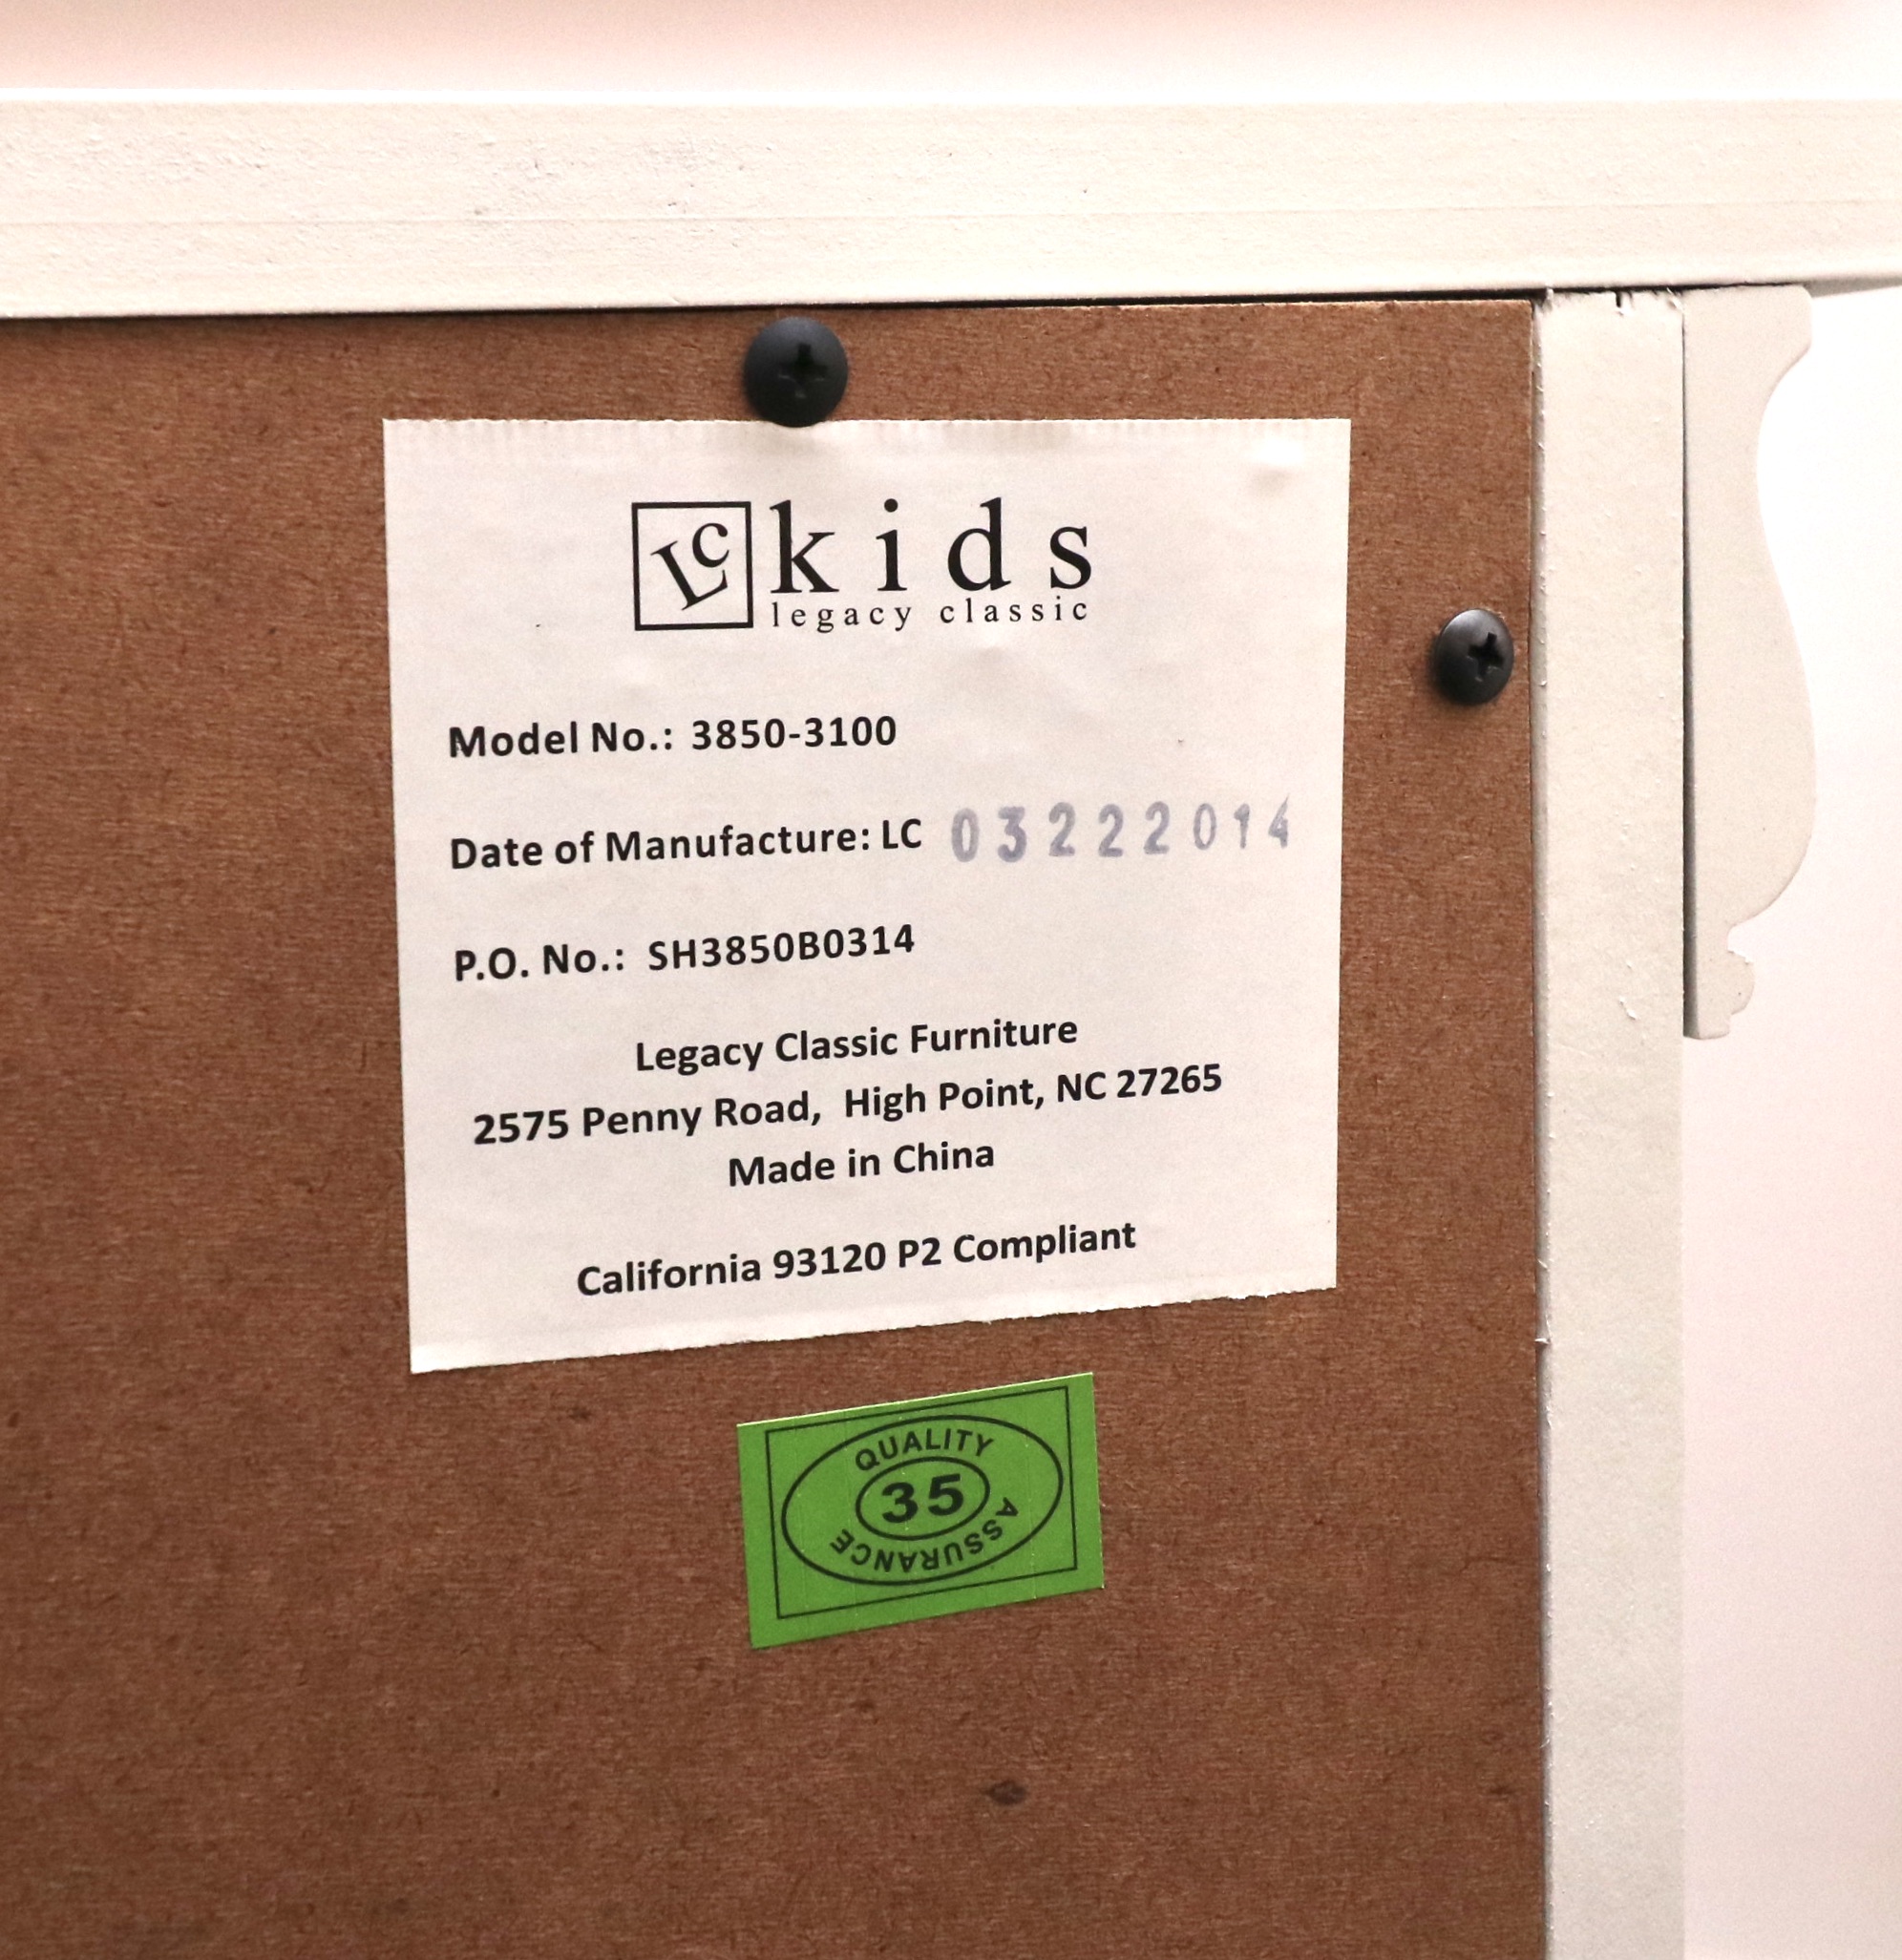 Lc kids
legacy classic
Model No.: 3850-3100
Date of Manufacture: LC 03222014
P.O. No.: SH3850B0314
Legacy Classic Furniture
2575 Penny Road, High Point, NC 27265
Made in China
California 93120 P2 Compliant
QUALITY
35
ASSURANCE